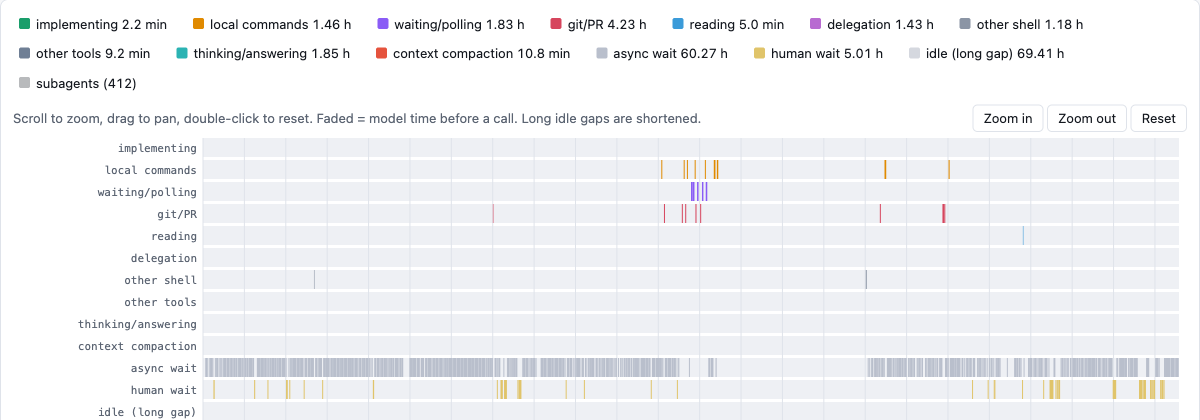 implementing 2.2 min local commands 1.46 h waiting/polling 1.83 h git/PR 4.23 h reading 5.0 min delegation 1.43 h other shell 1.18 h
other tools 9.2 min thinking/answering 1.85 h context compaction 10.8 min async wait 60.27 h human wait 5.01 h idle (long gap) 69.41 h
subagents (412)
Scroll to zoom, drag to pan, double-click to reset. Faded = model time before a call. Long idle gaps are shortened. Zoom in Zoom out Reset
implementing
local commands
waiting/polling
git/PR
reading
delegation
other shell
other tools
thinking/answering
context compaction
async wait
human wait
idle (long gap)